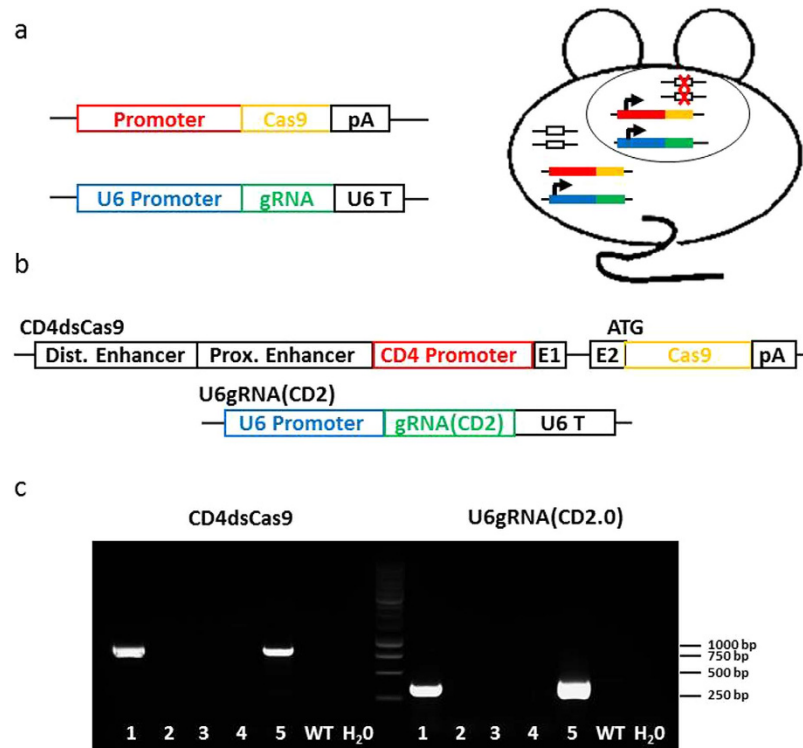 a
Promoter Cas9 pA
U6 Promoter gRNA U6 T
b
CD4dsCas9 ATG
Dist. Enhancer Prox. Enhancer CD4 Promoter E1 E2 Cas9 pA
U6gRNA(CD2)
U6 Promoter gRNA(CD2) U6 T
c
CD4dsCas9 U6gRNA(CD2.0)
1000 bp
750 bp
500 bp
250 bp
1 2 3 4 5 WT H₂0 1 2 3 4 5 WT H₂0